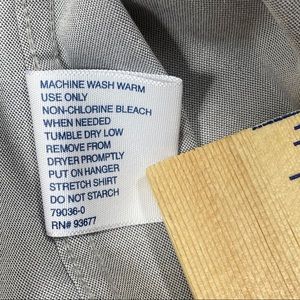 MACHINE WASH WARM
USE ONLY
NON-CHLORINE BLEACH
WHEN NEEDED
TUMBLE DRY LOW
REMOVE FROM
DRYER PROMPTLY
PUT ON HANGER
STRETCH SHIRT
DO NOT STARCH
79036-0
RN# 93677